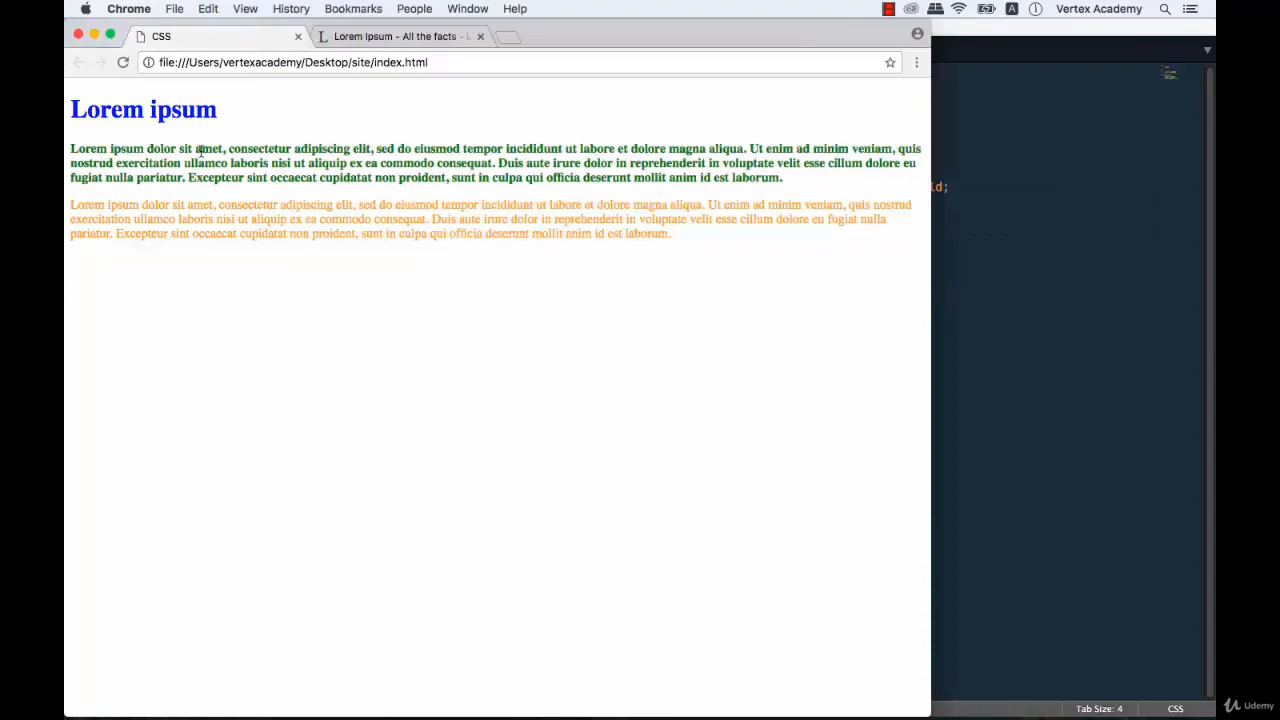 Chrome File Edit View History Bookmarks People Window Help Vertex Academy
CSS Lorem Ipsum - All the facts - L
file:///Users/vertexacademy/Desktop/site/index.html
Lorem ipsum
Lorem ipsum dolor sit amet, consectetur adipiscing elit, sed do eiusmod tempor incididunt ut labore et dolore magna aliqua. Ut enim ad minim veniam, quis
nostrud exercitation ullamco laboris nisi ut aliquip ex ea commodo consequat. Duis aute irure dolor in reprehenderit in voluptate velit esse cillum dolore eu
fugiat nulla pariatur. Excepteur sint occaecat cupidatat non proident, sunt in culpa qui officia deserunt mollit anim id est laborum.
Lorem ipsum dolor sit amet, consectetur adipiscing elit, sed do eiusmod tempor incididunt ut labore et dolore magna aliqua. Ut enim ad minim veniam, quis nostrud
exercitation ullamco laboris nisi ut aliquip ex ea commodo consequat. Duis aute irure dolor in reprehenderit in voluptate velit esse cillum dolore eu fugiat nulla
pariatur. Excepteur sint occaecat cupidatat non proident, sunt in culpa qui officia deserunt mollit anim id est laborum.
ld;
Tab Size: 4 CSS
Udemy